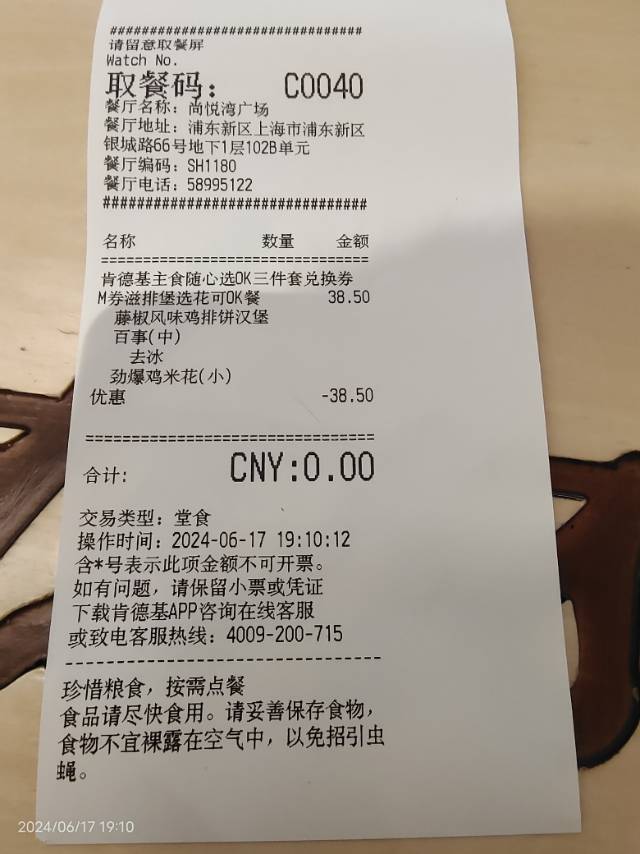 ##############################
请留意取餐屏
Watch No.
取餐码: C0040
餐厅名称: 尚悦湾广场
餐厅地址: 浦东新区上海市浦东新区
银城路66号地下1层102B单元
餐厅编码: SH1180
餐厅电话: 58995122
##############################
名称 数量 金额
================================
肯德基主食随心选OK三件套兑换券
M券滋排堡选花可OK餐 38.50
藤椒风味鸡排饼汉堡
百事(中)
去冰
劲爆鸡米花(小)
优惠 -38.50
================================
合计: CNY:0.00
交易类型: 堂食
操作时间: 2024-06-17 19:10:12
含*号表示此项金额不可开票。
如有问题, 请保留小票或凭证
下载肯德基APP咨询在线客服
或致电客服热线: 4009-200-715
--------------------------------
珍惜粮食, 按需点餐
食品请尽快食用。请妥善保存食物,
食物不宜裸露在空气中, 以免招引虫
蝇。
2024/06/17 19:10